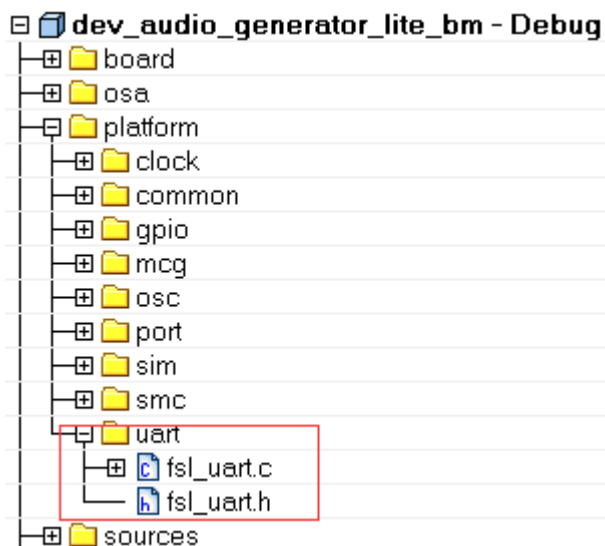 dev_audio_generator_lite_bm - Debug
board
osa
platform
clock
common
gpio
mcg
osc
port
sim
smc
uart
c fsl_uart.c
h fsl_uart.h
sources